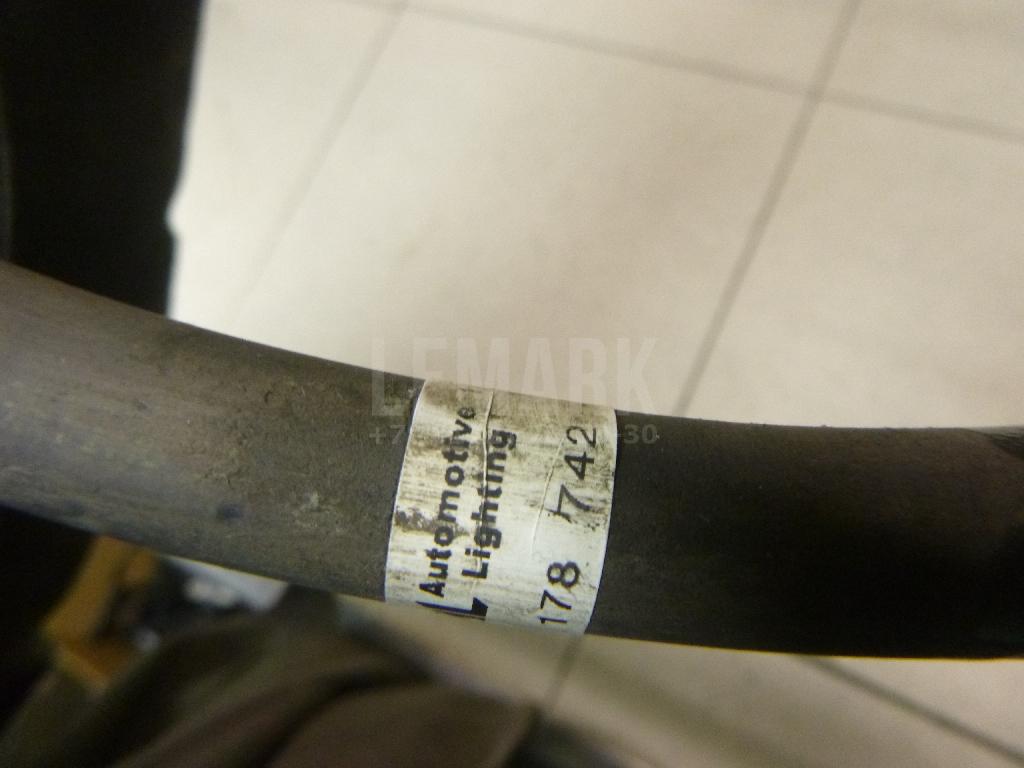 Automotive
Lighting
178 742
LEMARK